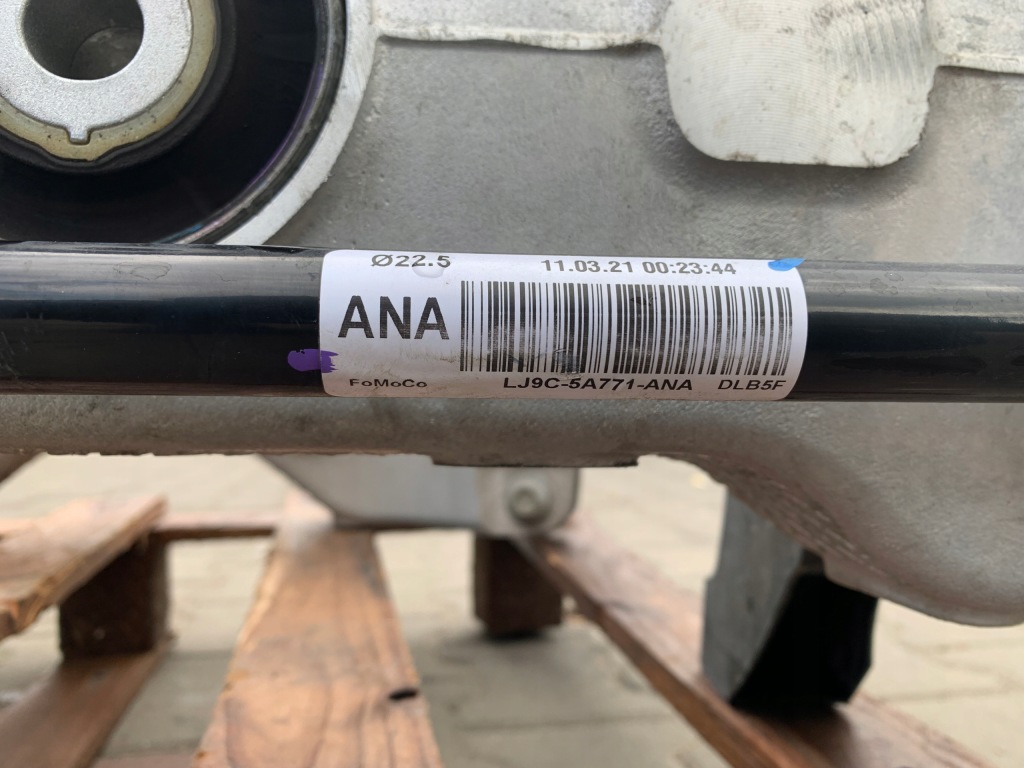 Ø22.5 11.03.21 00:23:44
ANA
FoMoCo LJ9C-5A771-ANA DLB5F